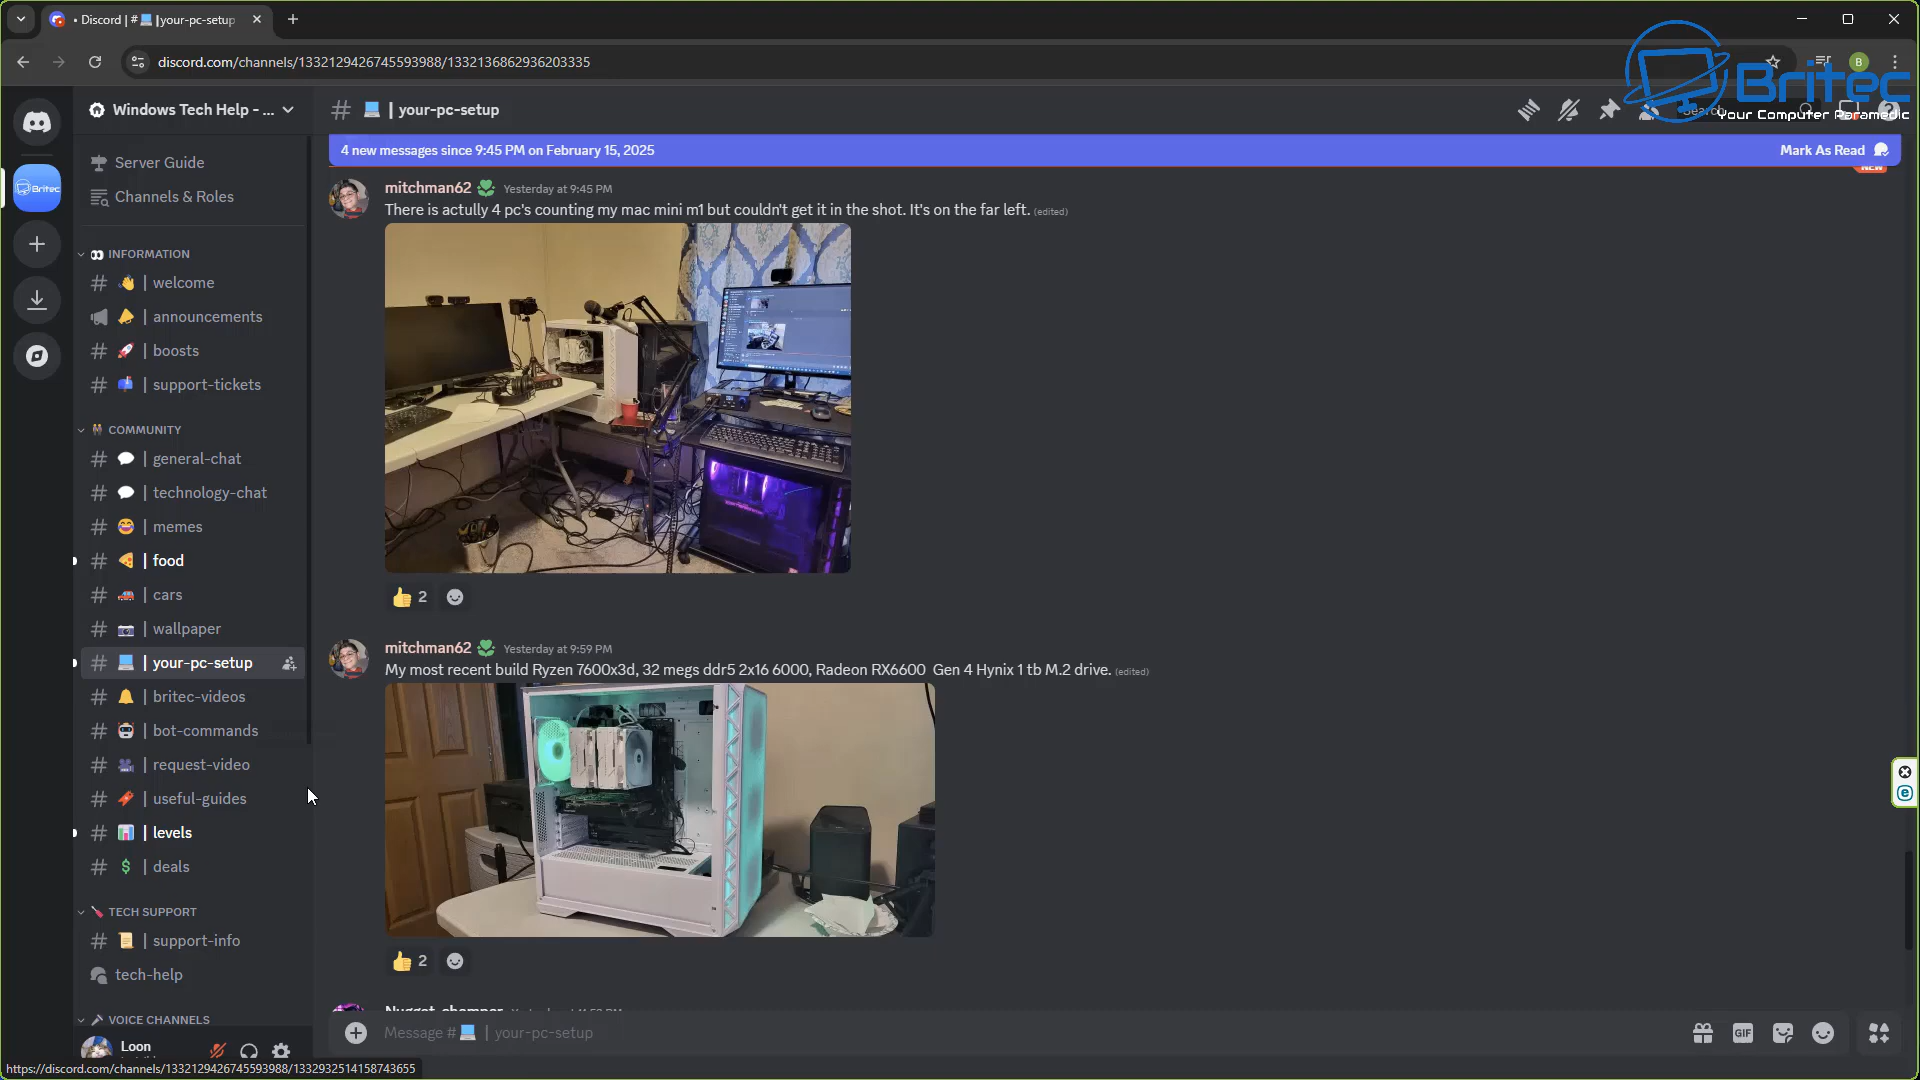 • Discord | # 💻 | your-pc-setup
discord.com/channels/1332129426745593988/1332136862936203335
B
Britec
Your Computer Paramedic
Windows Tech Help - ...
# 💻 | your-pc-setup
Search
4 new messages since 9:45 PM on February 15, 2025
Mark As Read
NEW
Britec
Server Guide
Channels & Roles
INFORMATION
# 👋 | welcome
📣 | announcements
# 🚀 | boosts
# 📬 | support-tickets
COMMUNITY
# 💬 | general-chat
# 💬 | technology-chat
# 😂 | memes
# 🍕 | food
# 🚗 | cars
# 📷 | wallpaper
# 💻 | your-pc-setup
# 🔔 | britec-videos
# 🤖 | bot-commands
# 🎥 | request-video
# | useful-guides
# 📊 | levels
# $ | deals
TECH SUPPORT
# 📜 | support-info
tech-help
VOICE CHANNELS
Loon
mitchman62 Yesterday at 9:45 PM
There is actully 4 pc's counting my mac mini m1 but couldn't get it in the shot. It's on the far left. (edited)
👍 2
mitchman62 Yesterday at 9:59 PM
My most recent build Ryzen 7600x3d, 32 megs ddr5 2x16 6000, Radeon RX6600 Gen 4 Hynix 1 tb M.2 drive. (edited)
👍 2
Message # 💻 | your-pc-setup
GIF
https://discord.com/channels/1332129426745593988/1332932514158743655